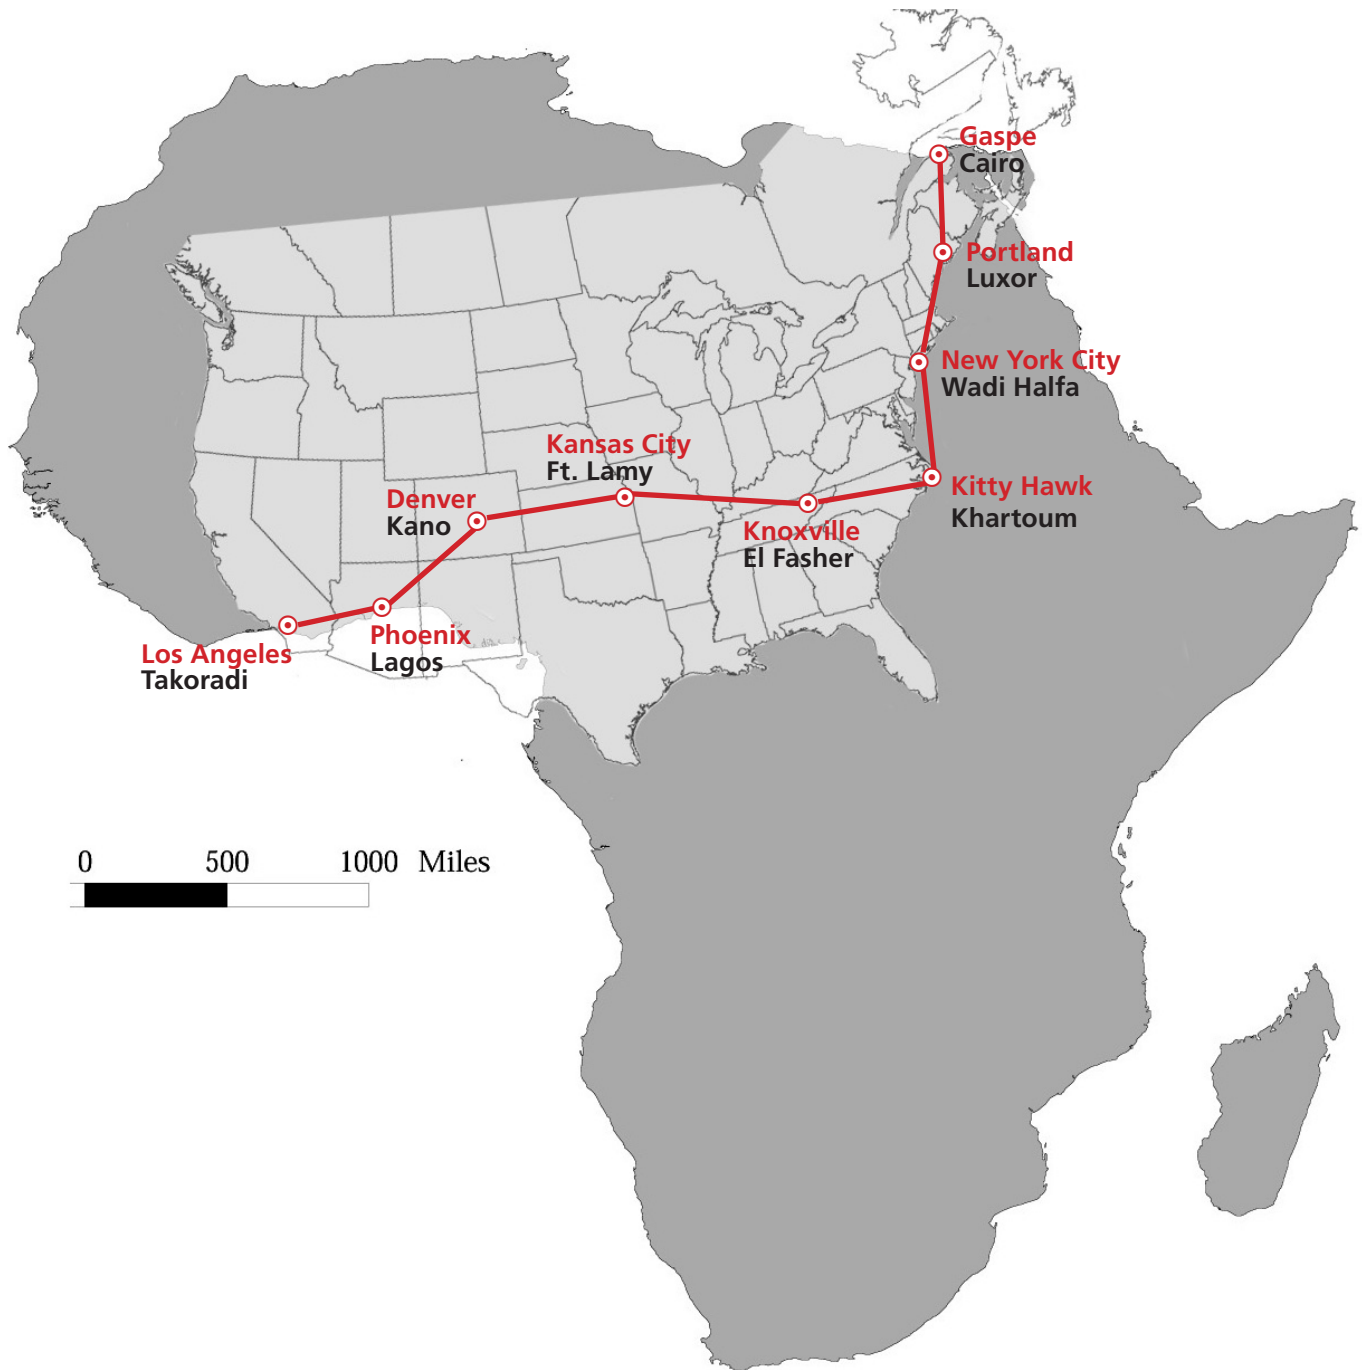 Gaspe
Cairo
Portland
Luxor
New York City
Wadi Halfa
Kansas City
Ft. Lamy
Denver
Kano
Kitty Hawk
Khartoum
Knoxville
El Fasher
Phoenix
Lagos
Los Angeles
Takoradi
0 500 1000 Miles